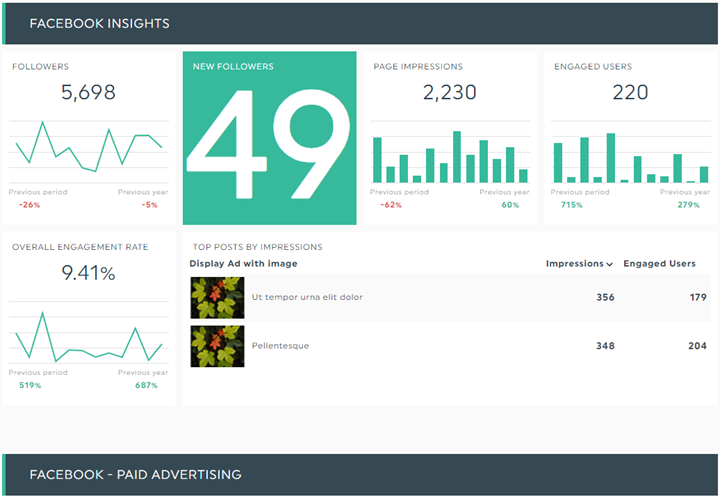 FACEBOOK INSIGHTS
FOLLOWERS
5,698
Previous period
Previous year
-26%
-5%
NEW FOLLOWERS
49
PAGE IMPRESSIONS
2,230
Previous period
Previous year
-62%
60%
ENGAGED USERS
220
Previous period
Previous year
715%
279%
OVERALL ENGAGEMENT RATE
9.41%
Previous period
Previous year
519%
687%
TOP POSTS BY IMPRESSIONS
Display Ad with image
Impressions
Engaged Users
Ut tempor urna elit dolor
356
179
Pellentesque
348
204
FACEBOOK - PAID ADVERTISING